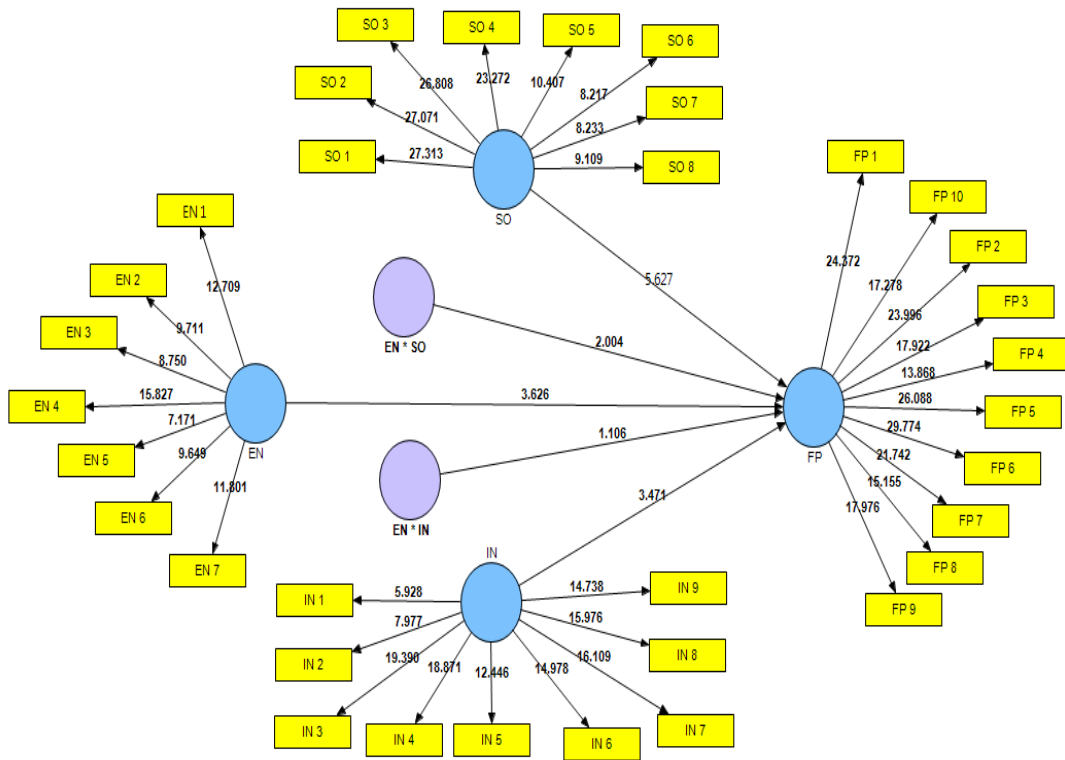 SO 3
SO 4
SO 5
SO 6
SO 2
SO 7
SO 1
SO 8
26.808
23.272
10.407
8.217
27.071
8.233
27.313
9.109
SO
EN 1
EN 2
EN 3
EN 4
EN 5
EN 6
EN 7
12.709
9.711
8.750
15.827
7.171
9.649
11.801
EN
EN * SO
EN * IN
5.627
2.004
3.626
1.106
3.471
FP 1
FP 10
FP 2
FP 3
FP 4
FP 5
FP 6
FP 7
FP 8
FP 9
24.372
17.278
23.996
17.922
13.868
26.088
29.774
21.742
15.155
17.976
FP
IN
IN 1
IN 2
IN 3
IN 4
IN 5
IN 6
IN 7
IN 8
IN 9
5.928
7.977
19.390
18.871
12.446
14.978
16.109
15.976
14.738